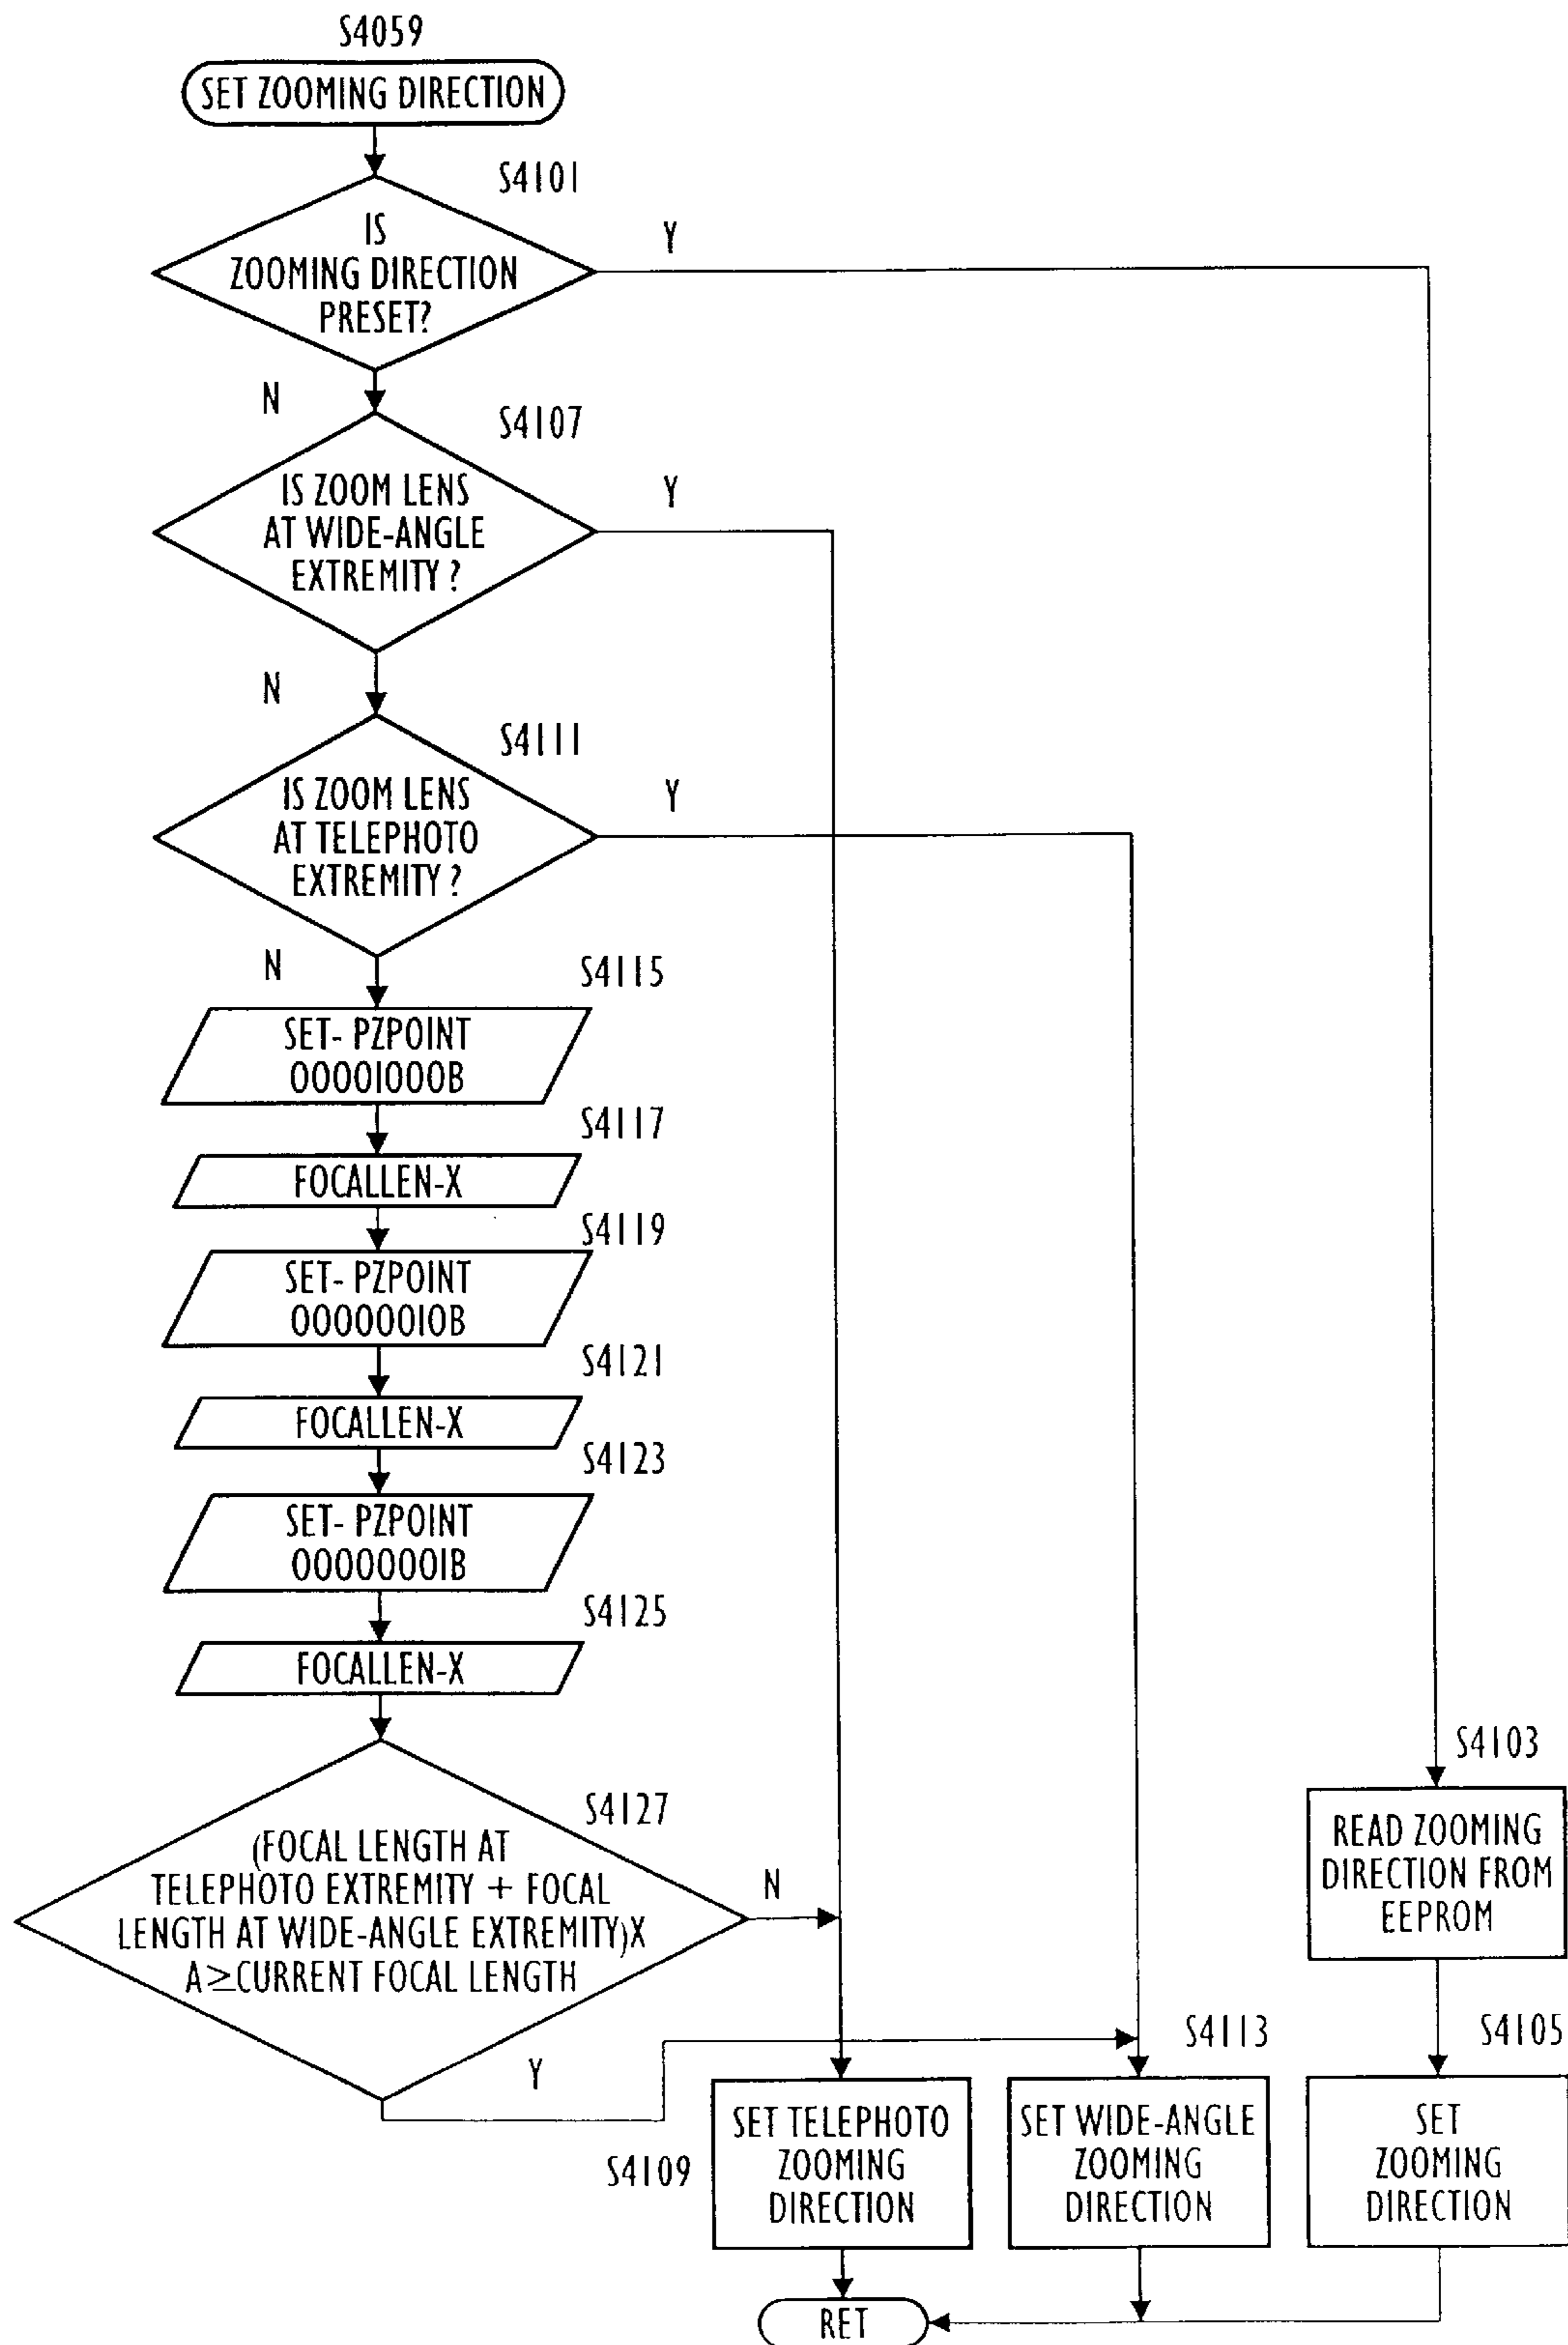 S4059
SET ZOOMING DIRECTION
S4101
IS
ZOOMING DIRECTION
PRESET?
Y
N
S4107
IS ZOOM LENS
AT WIDE-ANGLE
EXTREMITY ?
Y
N
S4111
IS ZOOM LENS
AT TELEPHOTO
EXTREMITY ?
Y
N
S4115
SET- PZPOINT
00001000B
S4117
FOCALLEN-X
S4119
SET- PZPOINT
00000010B
S4121
FOCALLEN-X
S4123
SET- PZPOINT
00000001B
S4125
FOCALLEN-X
S4127
(FOCAL LENGTH AT
TELEPHOTO EXTREMITY + FOCAL
LENGTH AT WIDE-ANGLE EXTREMITY)X
A≥CURRENT FOCAL LENGTH
N
Y
S4103
READ ZOOMING
DIRECTION FROM
EEPROM
S4109
SET TELEPHOTO
ZOOMING
DIRECTION
S4113
SET WIDE-ANGLE
ZOOMING
DIRECTION
S4105
SET
ZOOMING
DIRECTION
RET